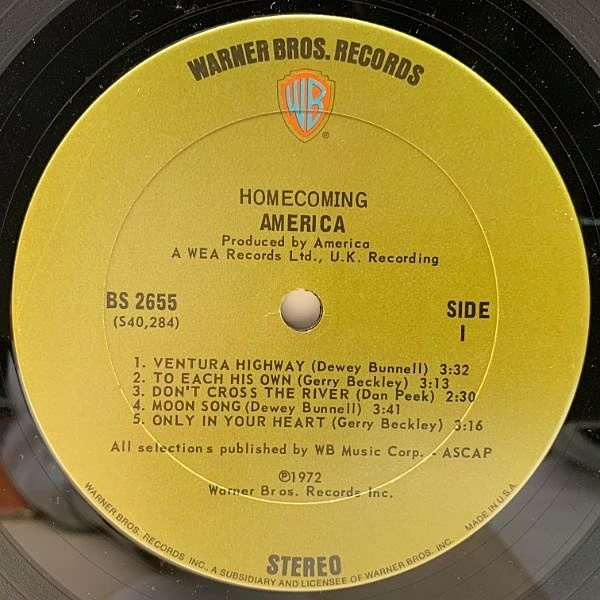 WARNER BROS. RECORDS
WB
®
HOMECOMING
AMERICA
Produced by America
A WEA Records Ltd., U.K. Recording
BS 2655
(S40,284)
SIDE
1
1. VENTURA HIGHWAY (Dewey Bunnell) 3:32
2. TO EACH HIS OWN (Gerry Beckley) 3:13
3. DON'T CROSS THE RIVER (Dan Peek) 2:30
4. MOON SONG (Dewey Bunnell) 3:41
5. ONLY IN YOUR HEART (Gerry Beckley) 3:16
All selections published by WB Music Corp. - ASCAP
℗1972
Warner Bros. Records Inc.
STEREO
WARNER BROS. RECORDS, INC. A SUBSIDIARY AND LICENSEE OF WARNER BROS. INC. MADE IN U.S.A.